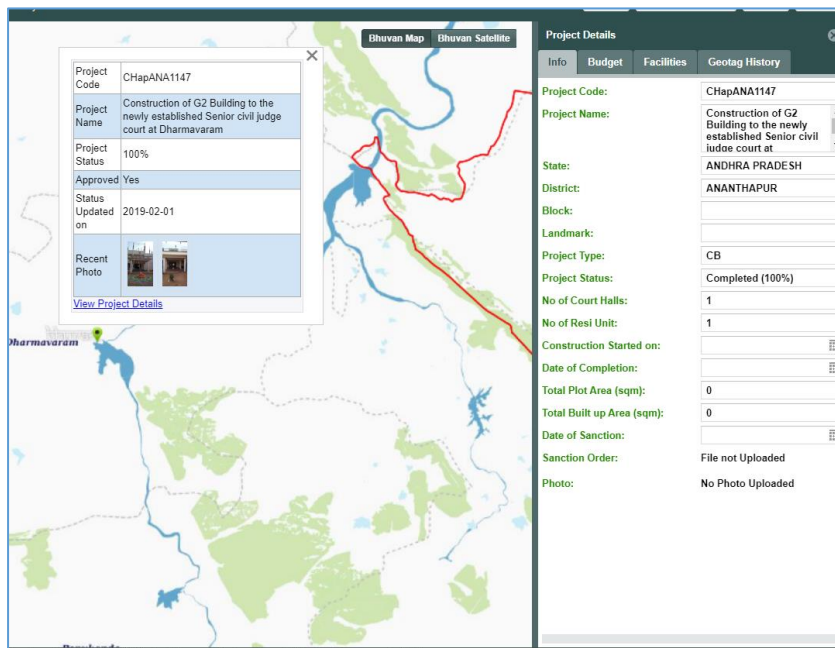 Bhuvan Map Bhuvan Satellite
Project Code
CHapANA1147
Project Name
Construction of G2 Building to the
newly established Senior civil judge
court at Dharmavaram
Project Status
100%
Approved Yes
Status Updated on
2019-02-01
Recent Photo
View Project Details
Dharmavaram
Project Details
Info Budget Facilities Geotag History
Project Code: CHapANA1147
Project Name: Construction of G2
Building to the newly
established Senior civil
judge court at
State: ANDHRA PRADESH
District: ANANTHAPUR
Block:
Landmark:
Project Type: CB
Project Status: Completed (100%)
No of Court Halls: 1
No of Resi Unit: 1
Construction Started on:
Date of Completion:
Total Plot Area (sqm): 0
Total Built up Area (sqm): 0
Date of Sanction:
Sanction Order: File not Uploaded
Photo: No Photo Uploaded